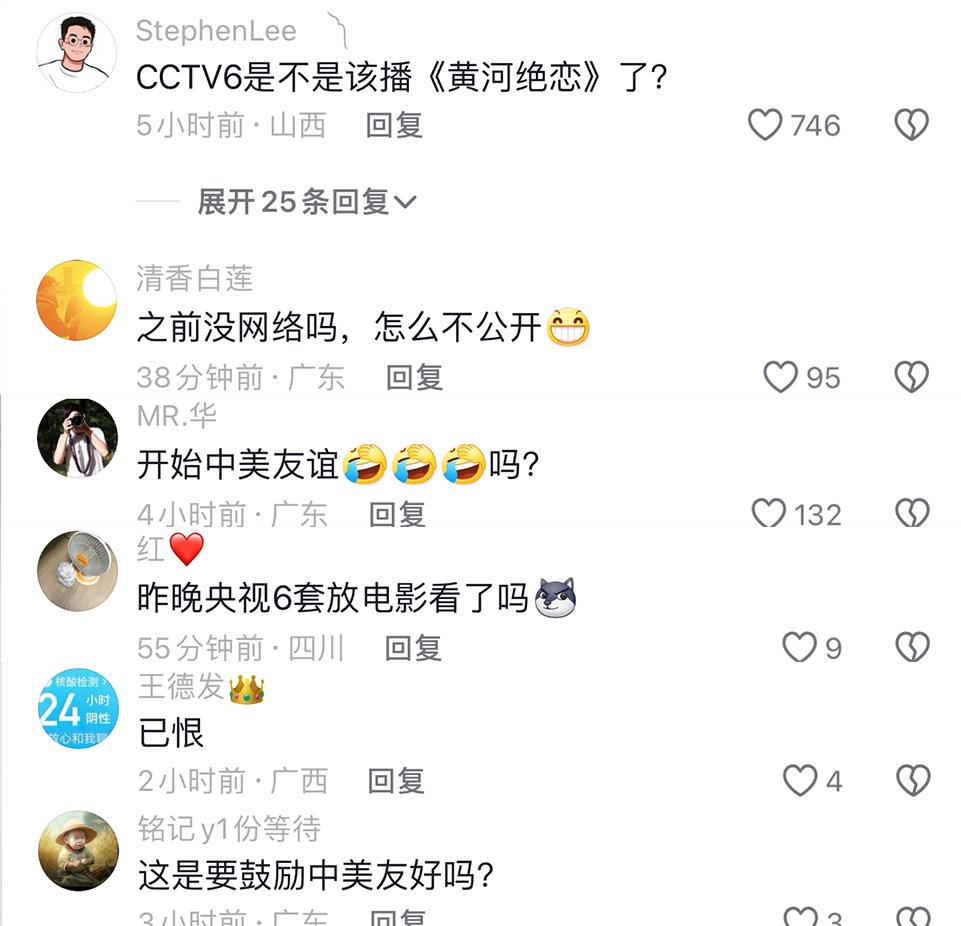 StephenLee
CCTV6是不是该播《黄河绝恋》了?
5小时前·山西 回复 746
展开25条回复
清香白莲
之前没网络吗，怎么不公开😁
38分钟前·广东 回复 95
MR.华
开始中美友谊🤣🤣🤣吗?
4小时前·广东 回复 132
红❤️
昨晚央视6套放电影看了吗
55分钟前·四川 回复 9
核酸检测
24小时
阴性
放心和我聊
王德发👑
已恨
2小时前·广西 回复 4
铭记y1份等待
这是要鼓励中美友好吗?
3小时前·广东 回复 3